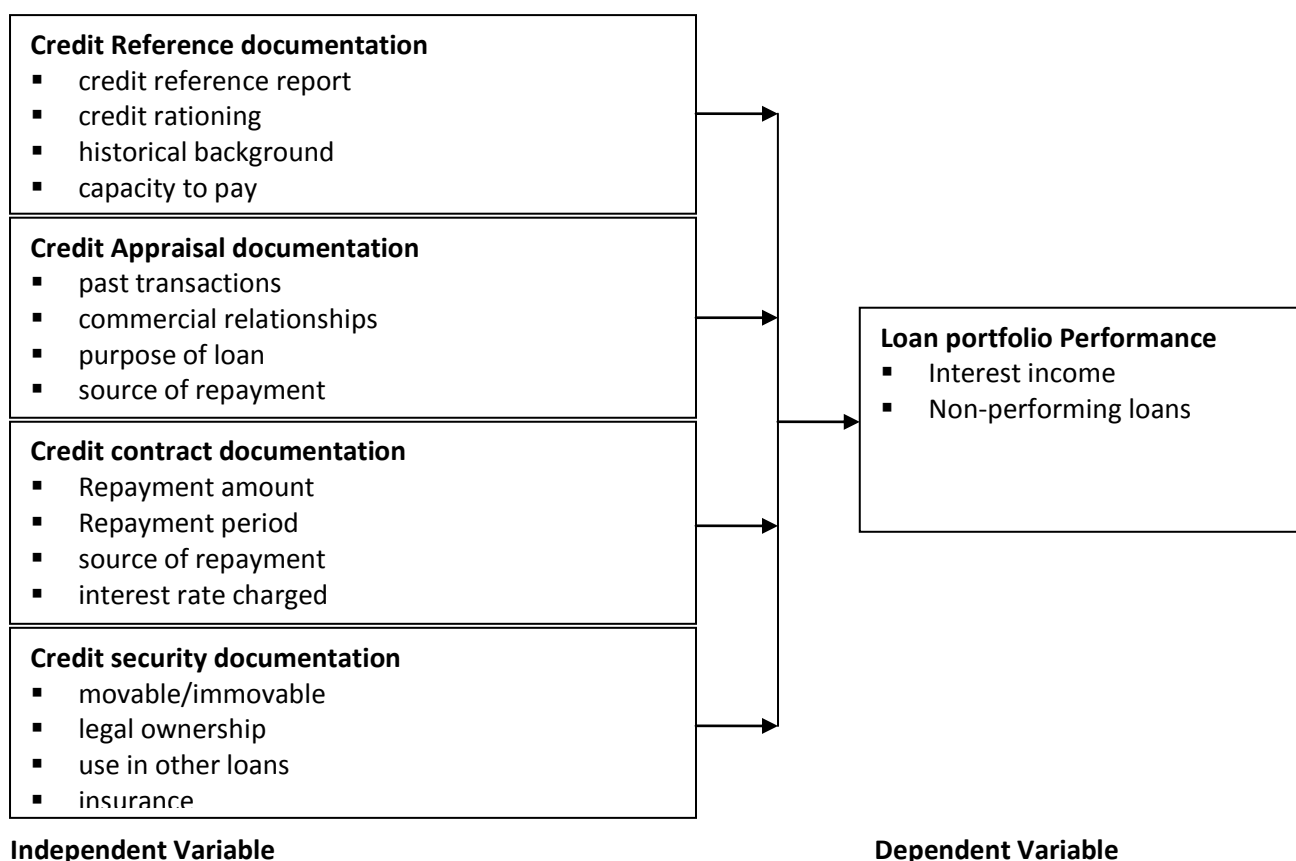 Credit Reference documentation
▪ credit reference report
▪ credit rationing
▪ historical background
▪ capacity to pay
Credit Appraisal documentation
▪ past transactions
▪ commercial relationships
▪ purpose of loan
▪ source of repayment
Credit contract documentation
▪ Repayment amount
▪ Repayment period
▪ source of repayment
▪ interest rate charged
Credit security documentation
▪ movable/immovable
▪ legal ownership
▪ use in other loans
▪ insurance
Independent Variable
Loan portfolio Performance
▪ Interest income
▪ Non-performing loans
Dependent Variable